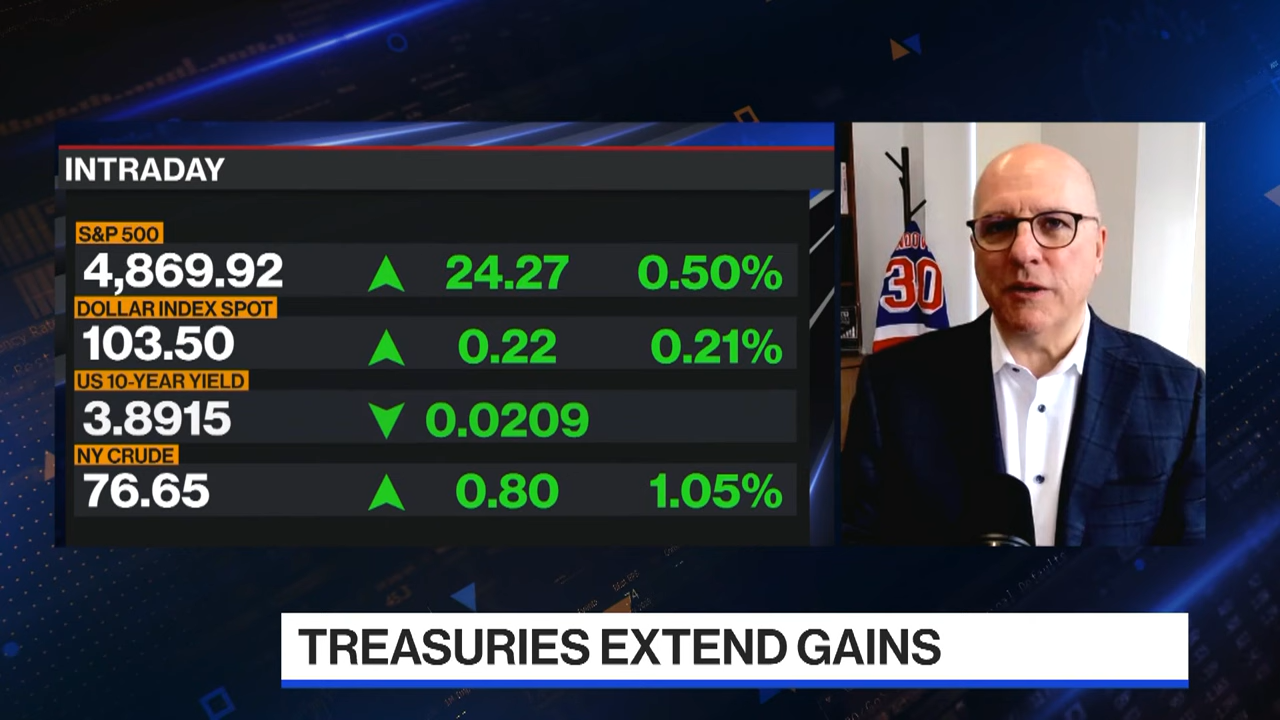 INTRADAY
S&P 500
4,869.92 24.27 0.50%
DOLLAR INDEX SPOT
103.50 0.22 0.21%
US 10-YEAR YIELD
3.8915 0.0209
NY CRUDE
76.65 0.80 1.05%
30
TREASURIES EXTEND GAINS